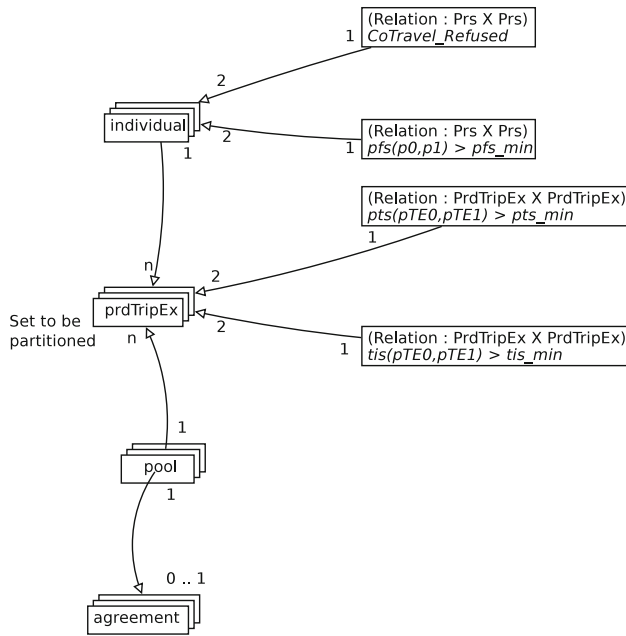 (Relation : Prs X Prs)
CoTravel_Refused
1
2
individual
1
2
1
(Relation : Prs X Prs)
pfs(p0,p1) > pfs_min
(Relation : PrdTripEx X PrdTripEx)
pts(pTE0,pTE1) > pts_min
1
n
2
prdTripEx
Set to be
partitioned
n
2
1
(Relation : PrdTripEx X PrdTripEx)
tis(pTE0,pTE1) > tis_min
1
pool
1
0 .. 1
agreement